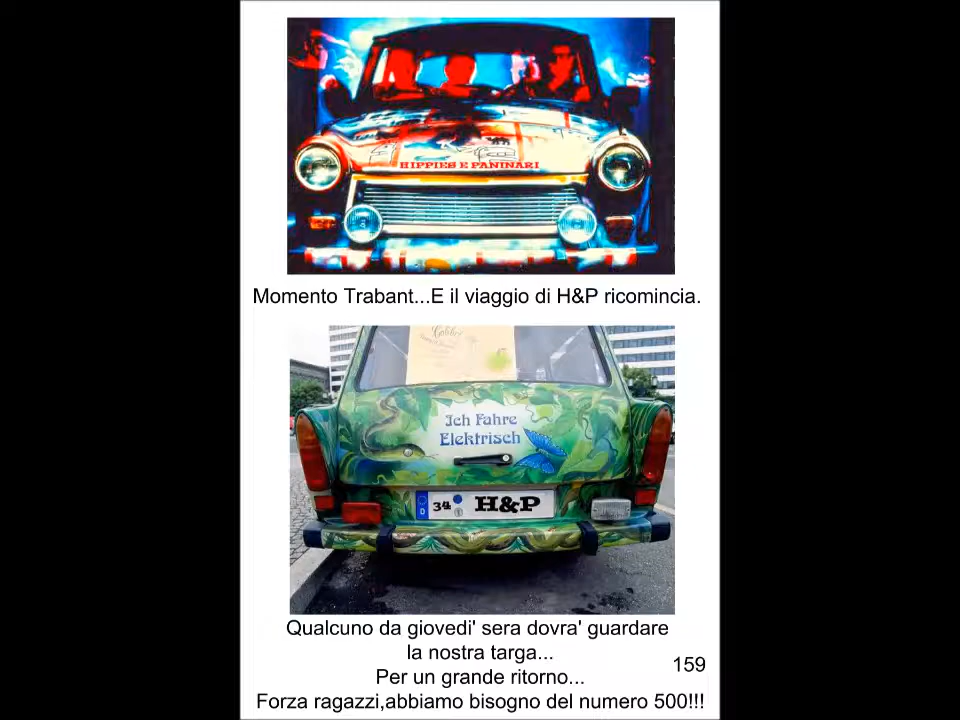 HIPPIES E PANINARI
Momento Trabant...E il viaggio di H&P ricomincia.
Ich Fahre
Elektrisch
D 34 H&P
Qualcuno da giovedi' sera dovra' guardare
la nostra targa...
159
Per un grande ritorno...
Forza ragazzi,abbiamo bisogno del numero 500!!!